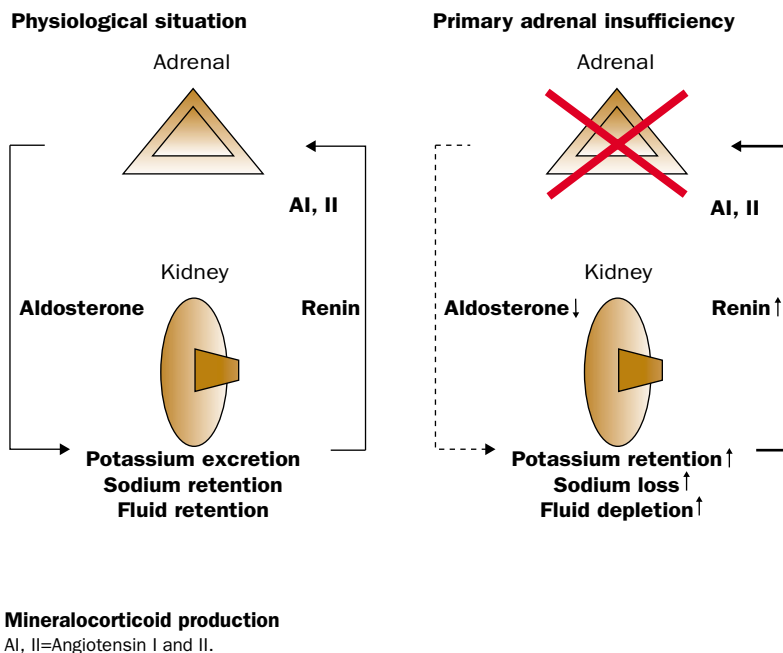 Physiological situation
Adrenal
AI, II
Kidney
Aldosterone
Renin
Potassium excretion
Sodium retention
Fluid retention
Primary adrenal insufficiency
Adrenal
AI, II
Kidney
Aldosterone↓
Renin↑
Potassium retention↑
Sodium loss↑
Fluid depletion↑
Mineralocorticoid production
AI, II=Angiotensin I and II.